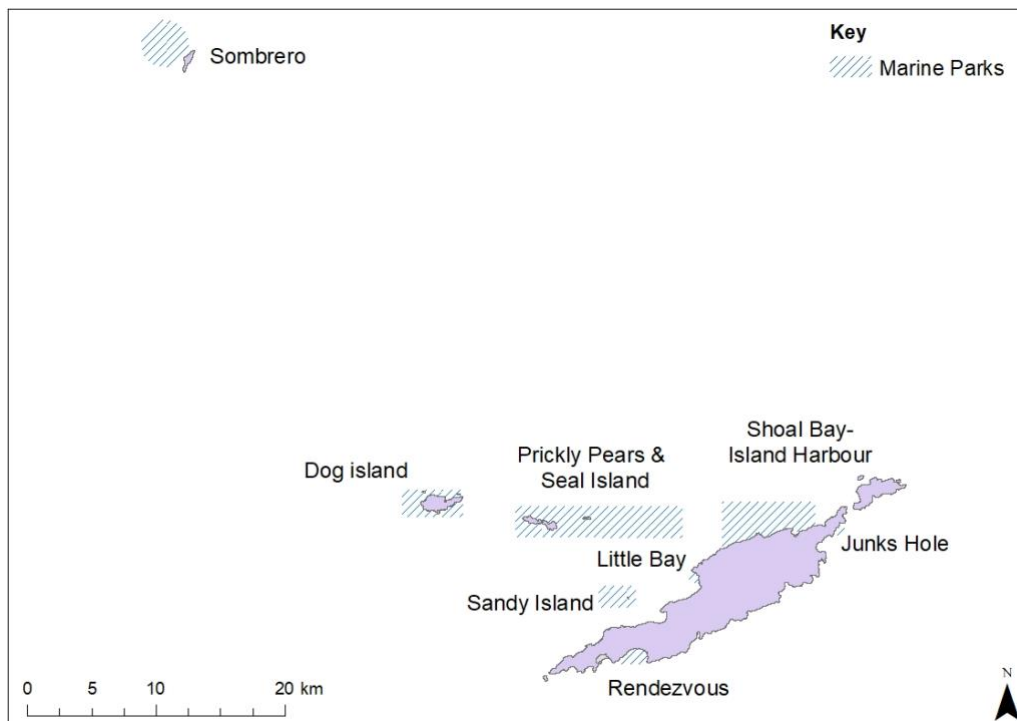 Sombrero
Key
Marine Parks
Shoal Bay-
Island Harbour
Prickly Pears &
Seal Island
Dog island
Junks Hole
Little Bay
Sandy Island
Rendezvous
0 5 10 20 km
N